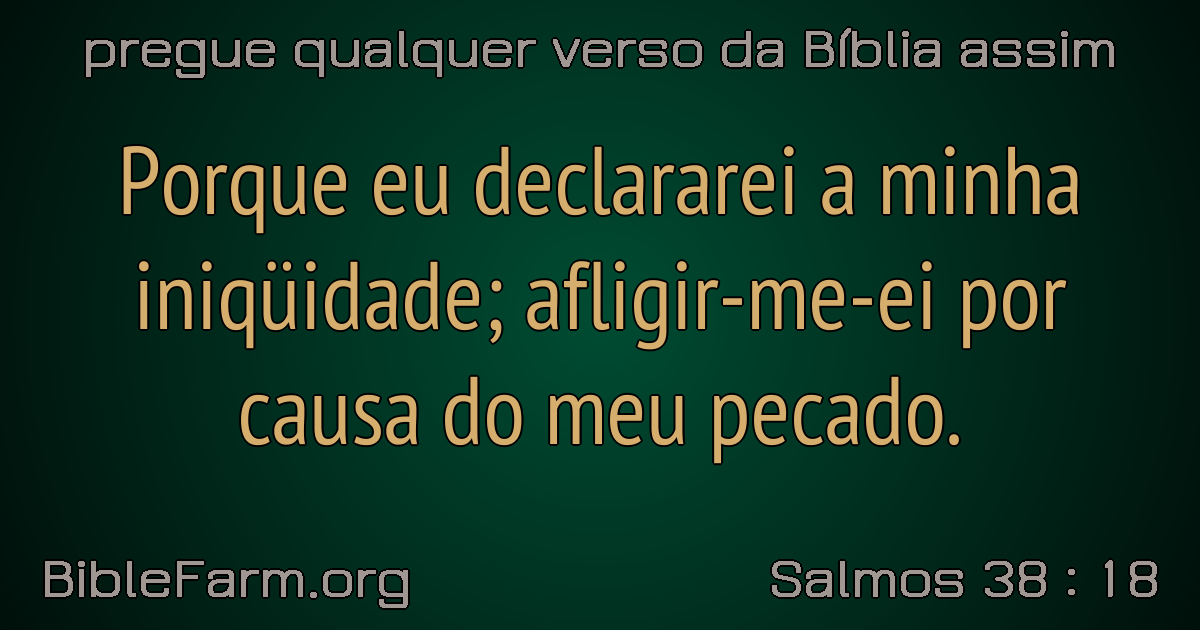 pregue qualquer verso da Bíblia assim
Porque eu declararei a minha
iniqüidade; afligir-me-ei por
causa do meu pecado.
BibleFarm.org
Salmos 38 : 18